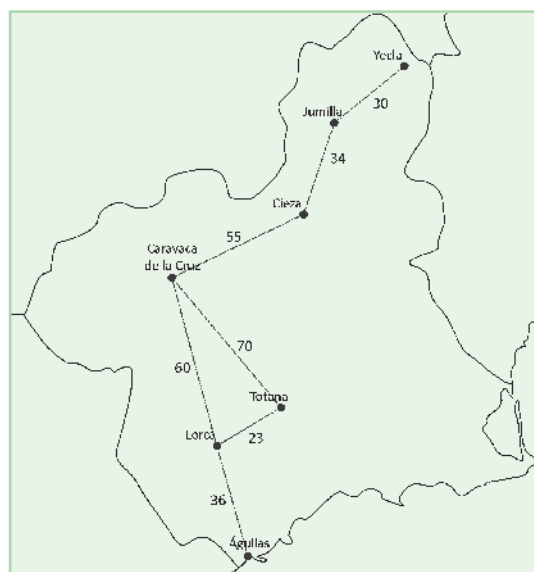 Yecla
30
Jumilla
34
Cieza
55
Caravaca
de la Cruz
70
60
Totana
Lorca
23
36
Águilas